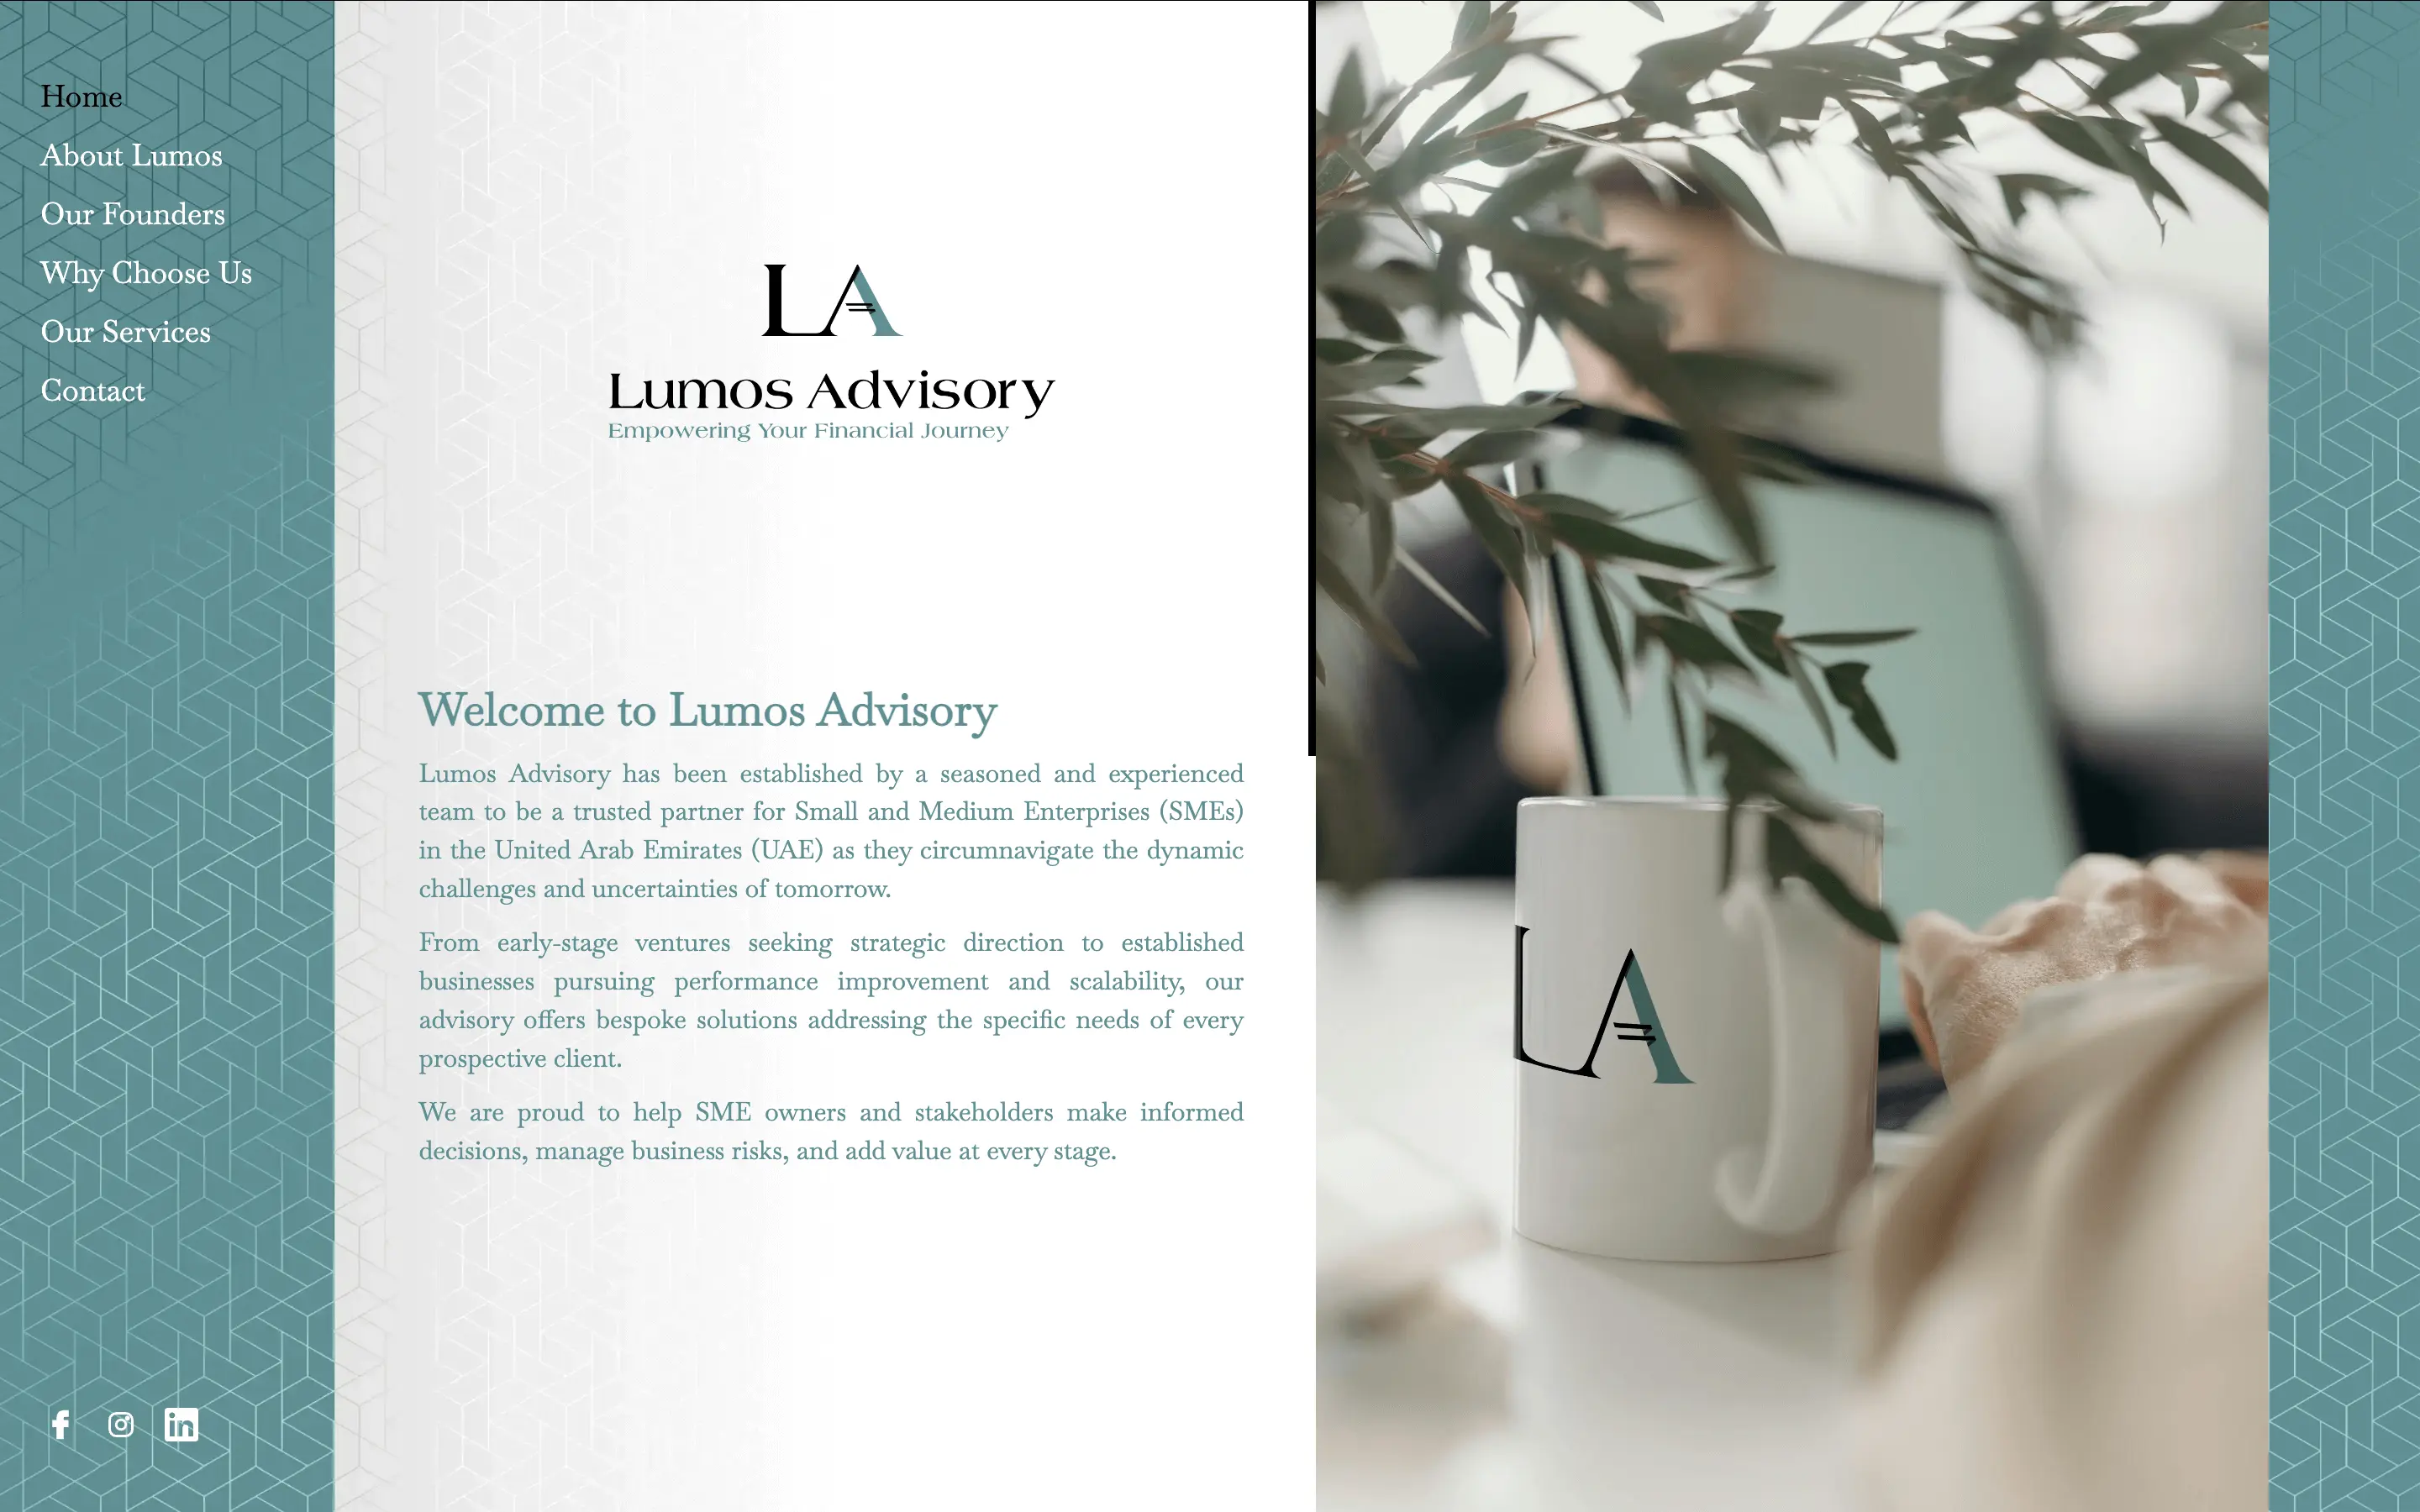 Home
About Lumos
Our Founders
Why Choose Us
Our Services
Contact
LA
Lumos Advisory
Empowering Your Financial Journey
Welcome to Lumos Advisory
Lumos Advisory has been established by a seasoned and experienced
team to be a trusted partner for Small and Medium Enterprises (SMEs)
in the United Arab Emirates (UAE) as they circumnavigate the dynamic
challenges and uncertainties of tomorrow.
From early-stage ventures seeking strategic direction to established
businesses pursuing performance improvement and scalability, our
advisory offers bespoke solutions addressing the specific needs of every
prospective client.
We are proud to help SME owners and stakeholders make informed
decisions, manage business risks, and add value at every stage.
LA
f
in